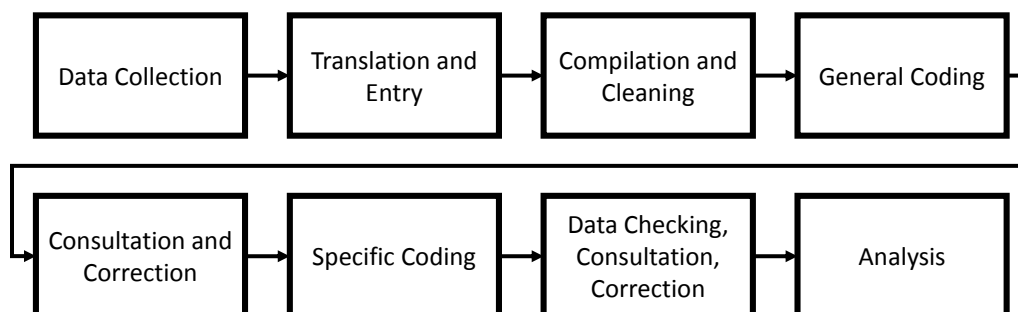 Data Collection
Translation and
Entry
Compilation and
Cleaning
General Coding
Consultation and
Correction
Specific Coding
Data Checking,
Consultation,
Correction
Analysis